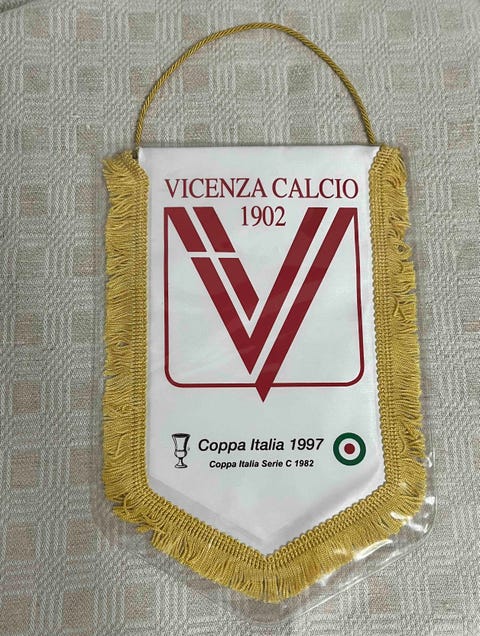 VICENZA CALCIO
1902
Coppa Italia 1997
Coppa Italia Serie C 1982